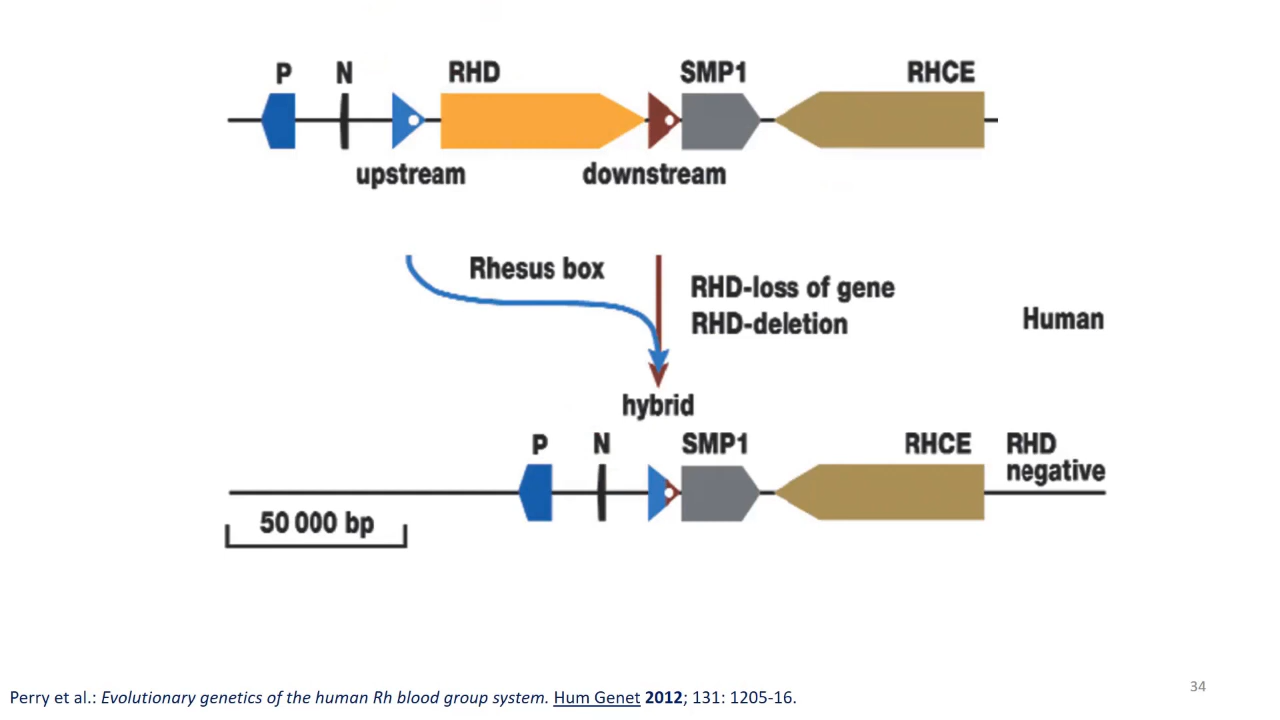 P N RHD SMP1 RHCE
upstream downstream
Rhesus box
RHD-loss of gene
RHD-deletion
Human
hybrid
P N SMP1 RHCE RHD
negative
50 000 bp
Perry et al.: Evolutionary genetics of the human Rh blood group system. Hum Genet 2012; 131: 1205-16.
34